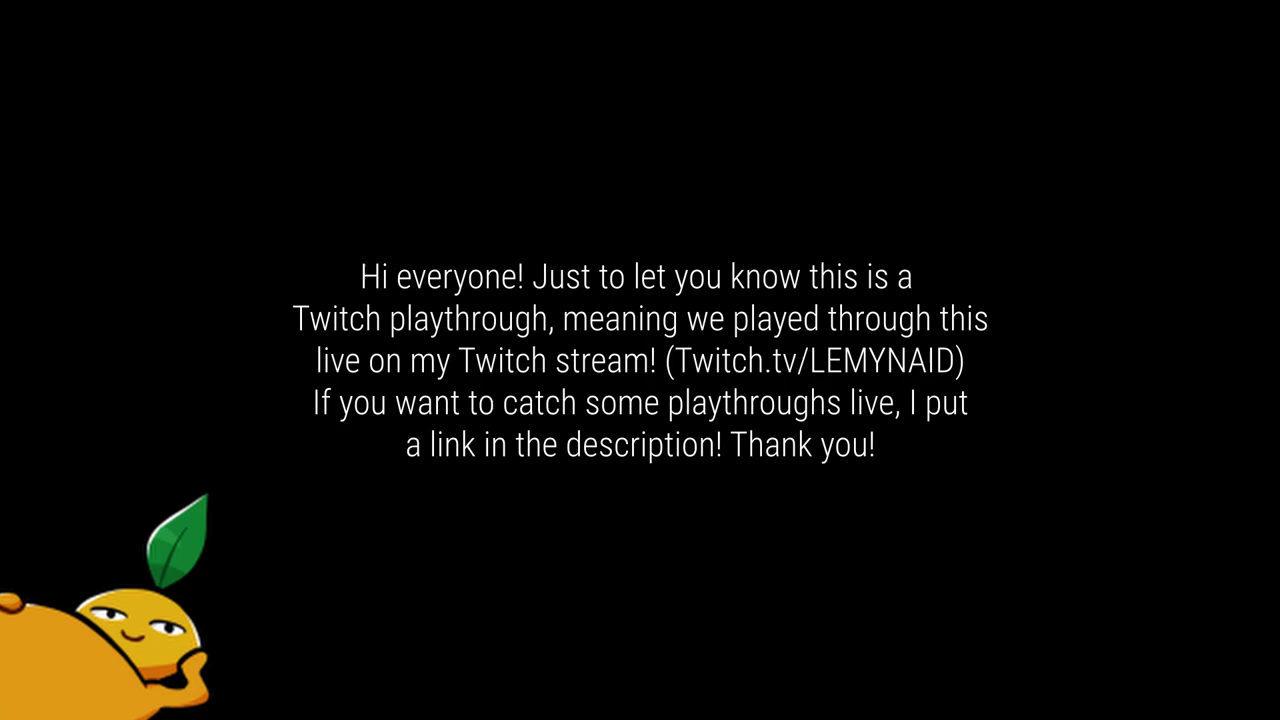 Hi everyone! Just to let you know this is a
Twitch playthrough, meaning we played through this
live on my Twitch stream! (Twitch.tv/LEMYNAID)
If you want to catch some playthroughs live, I put
a link in the description! Thank you!